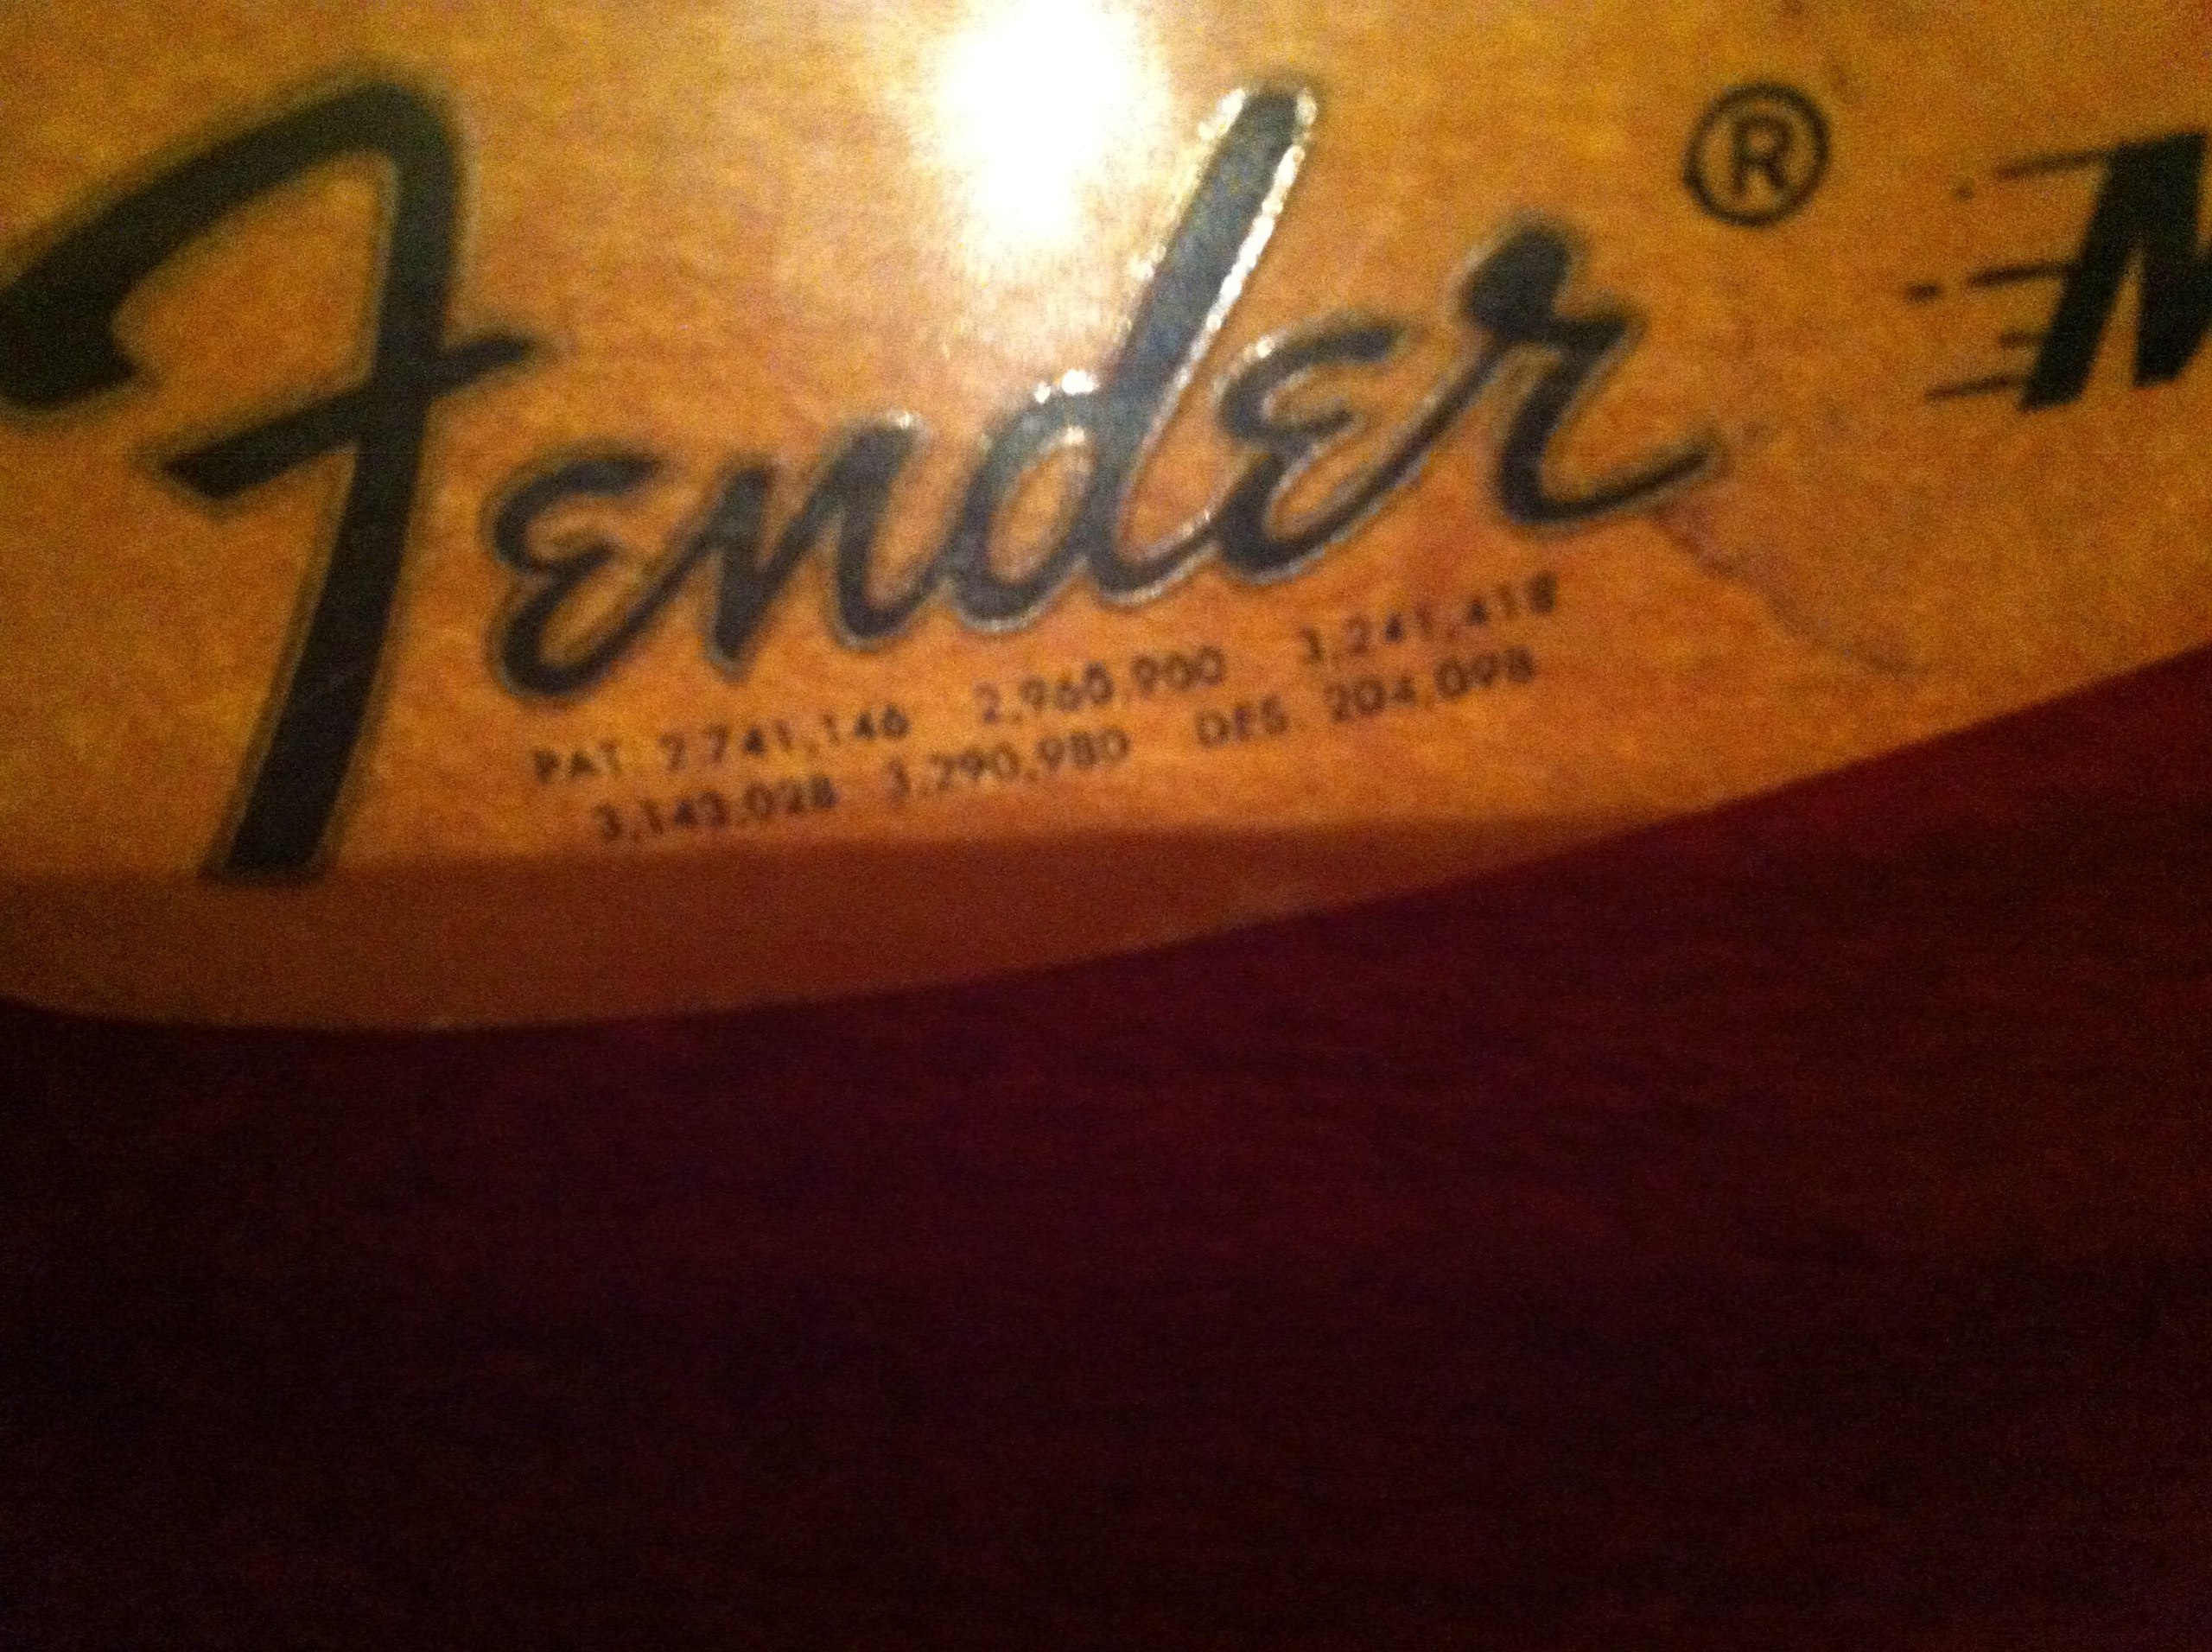 Fender ® M
PAT. 2,741,146 2,960,900 3,241,418
3,143,028 3,290,980 DES. 204,098